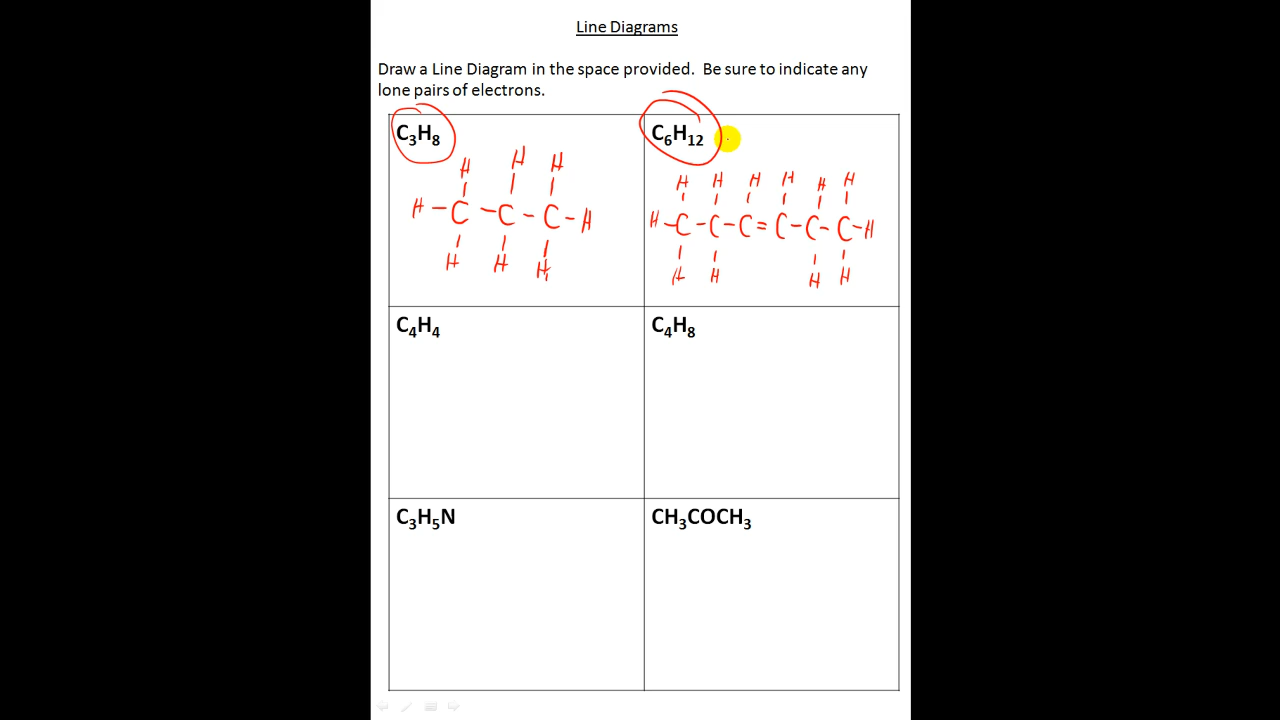 Line Diagrams
Draw a Line Diagram in the space provided. Be sure to indicate any
lone pairs of electrons.
C₃H₈
C₆H₁₂
H H H
H – C – C – C – H
H H H
H H H H H H
H – C – C – C = C – C – C – H
H H H H
C₄H₄
C₄H₈
C₃H₅N
CH₃COCH₃